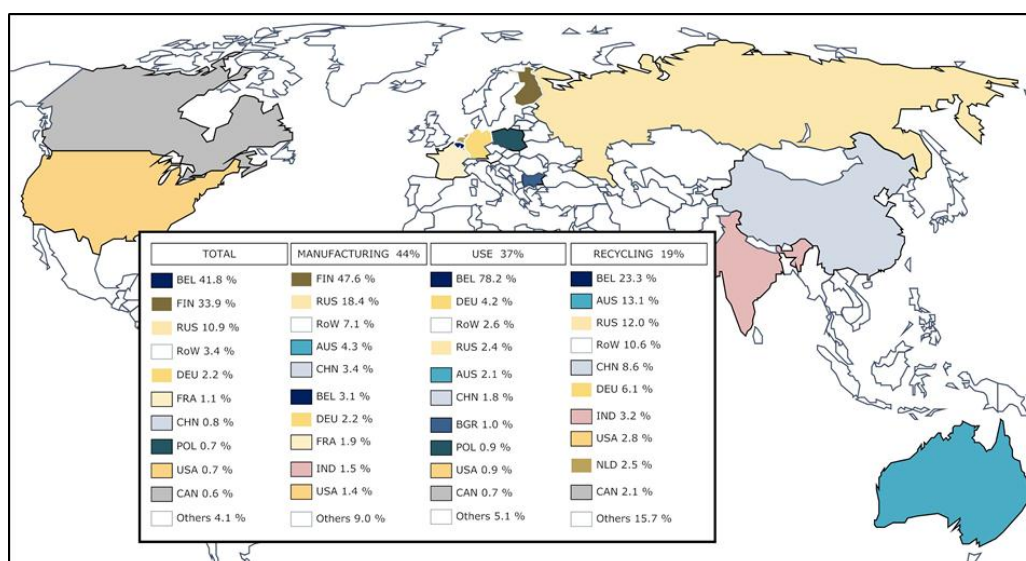 TOTAL
BEL 41.8 %
FIN 33.9 %
RUS 10.9 %
RoW 3.4 %
DEU 2.2 %
FRA 1.1 %
CHN 0.8 %
POL 0.7 %
USA 0.7 %
CAN 0.6 %
Others 4.1 %
MANUFACTURING 44%
FIN 47.6 %
RUS 18.4 %
RoW 7.1 %
AUS 4.3 %
CHN 3.4 %
BEL 3.1 %
DEU 2.2 %
FRA 1.9 %
IND 1.5 %
USA 1.4 %
Others 9.0 %
USE 37%
BEL 78.2 %
DEU 4.2 %
RoW 2.6 %
RUS 2.4 %
AUS 2.1 %
CHN 1.8 %
BGR 1.0 %
POL 0.9 %
USA 0.9 %
CAN 0.7 %
Others 5.1 %
RECYCLING 19%
BEL 23.3 %
AUS 13.1 %
RUS 12.0 %
RoW 10.6 %
CHN 8.6 %
DEU 6.1 %
IND 3.2 %
USA 2.8 %
NLD 2.5 %
CAN 2.1 %
Others 15.7 %